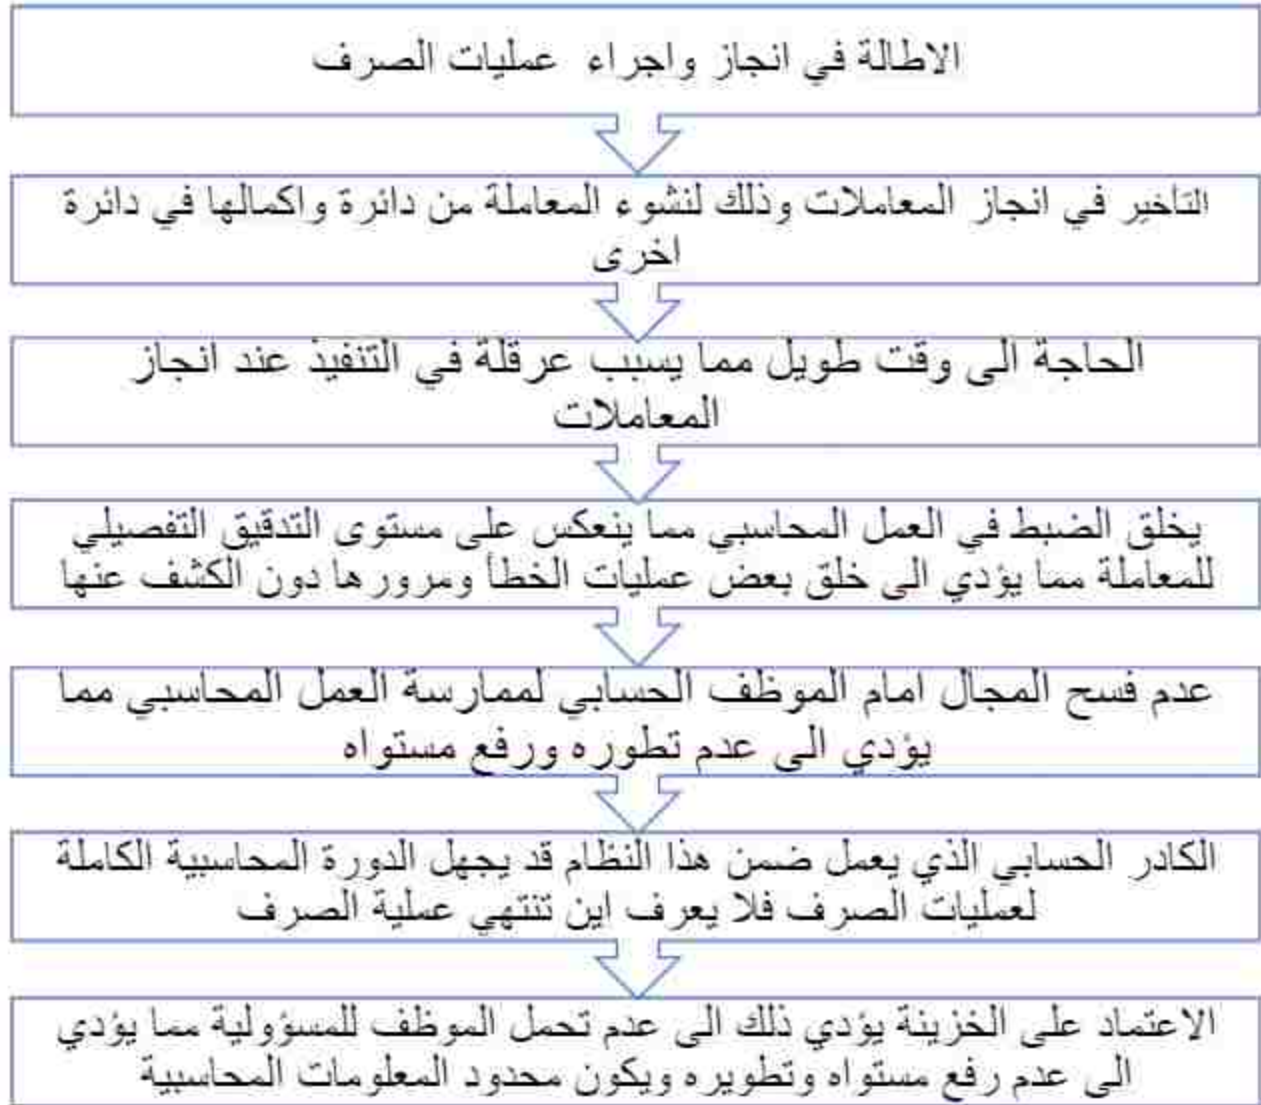 الاطالة في انجاز واجراء عمليات الصرف
التاخير في انجاز المعاملات وذلك لنشوء المعاملة من دائرة واكمالها في دائرة
اخرى
الحاجة الى وقت طويل مما يسبب عرقلة في التنفيذ عند انجاز
المعاملات
يخلق الضبط في العمل المحاسبي مما ينعكس على مستوى التدقيق التفصيلي
للمعاملة مما يؤدي الى خلق بعض عمليات الخطأ ومرورها دون الكشف عنها
عدم فسح المجال امام الموظف الحسابي لممارسة العمل المحاسبي مما
يؤدي الى عدم تطوره ورفع مستواه
الكادر الحسابي الذي يعمل ضمن هذا النظام قد يجهل الدورة المحاسبية الكاملة
لعمليات الصرف فلا يعرف اين تنتهي عملية الصرف
الاعتماد على الخزينة يؤدي ذلك الى عدم تحمل الموظف للمسؤولية مما يؤدي
الى عدم رفع مستواه وتطويره ويكون محدود المعلومات المحاسبية